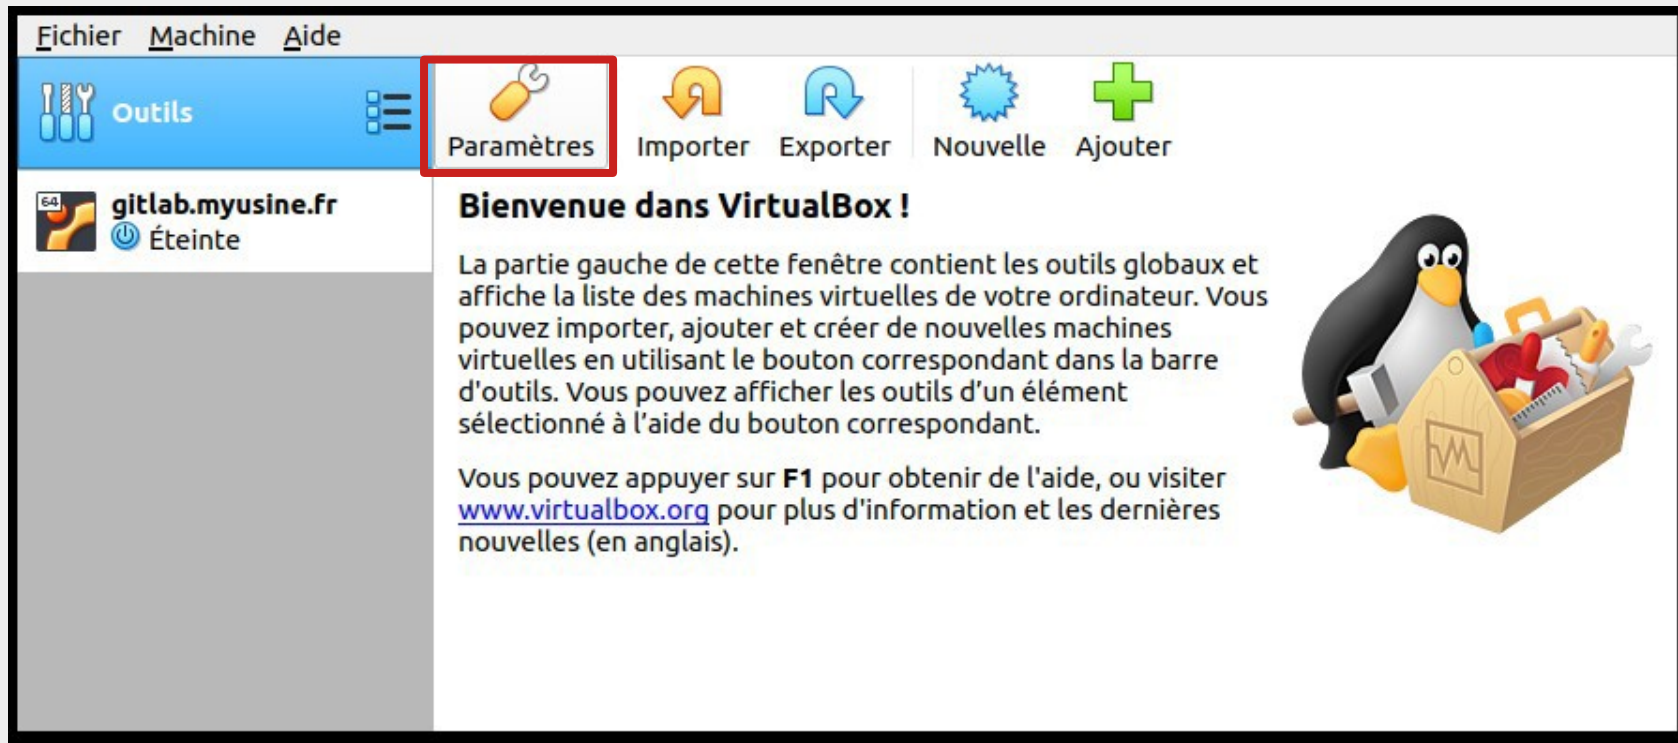 Fichier Machine Aide
Outils
Paramètres Importer Exporter Nouvelle Ajouter
64
gitlab.myusine.fr
Éteinte
Bienvenue dans VirtualBox !
La partie gauche de cette fenêtre contient les outils globaux et
affiche la liste des machines virtuelles de votre ordinateur. Vous
pouvez importer, ajouter et créer de nouvelles machines
virtuelles en utilisant le bouton correspondant dans la barre
d'outils. Vous pouvez afficher les outils d’un élément
sélectionné à l’aide du bouton correspondant.
Vous pouvez appuyer sur F1 pour obtenir de l'aide, ou visiter
www.virtualbox.org pour plus d'information et les dernières
nouvelles (en anglais).